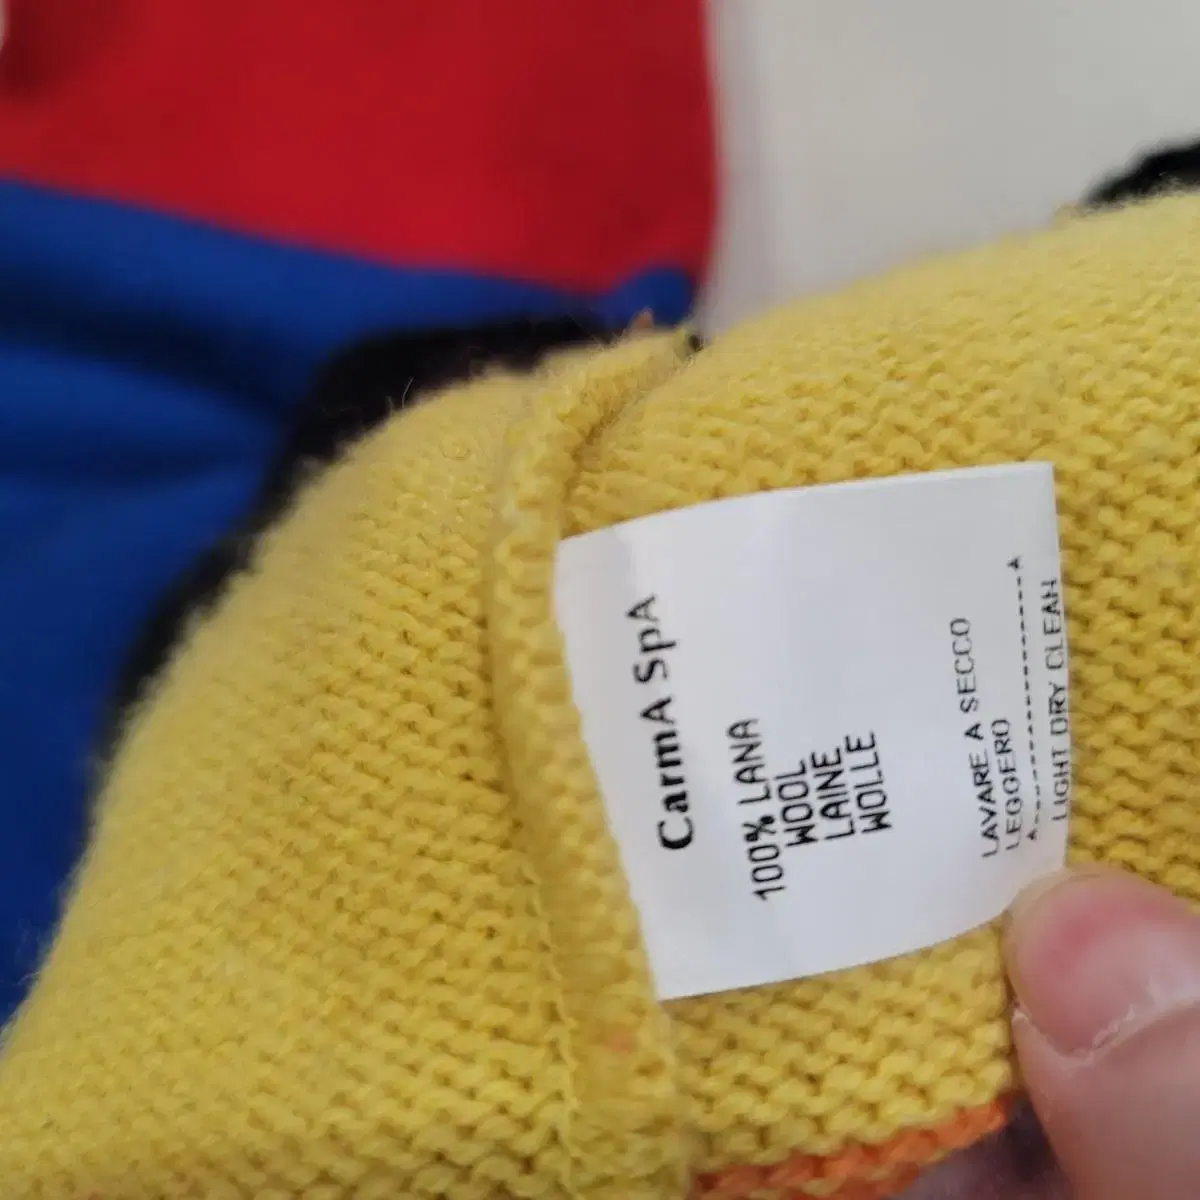 CarmA SpA
100% LANA
WOOL
LAINE
WOLLE
LAVARE A SECCO
LEGGERO
A-----------------A
LIGHT DRY CLEAN